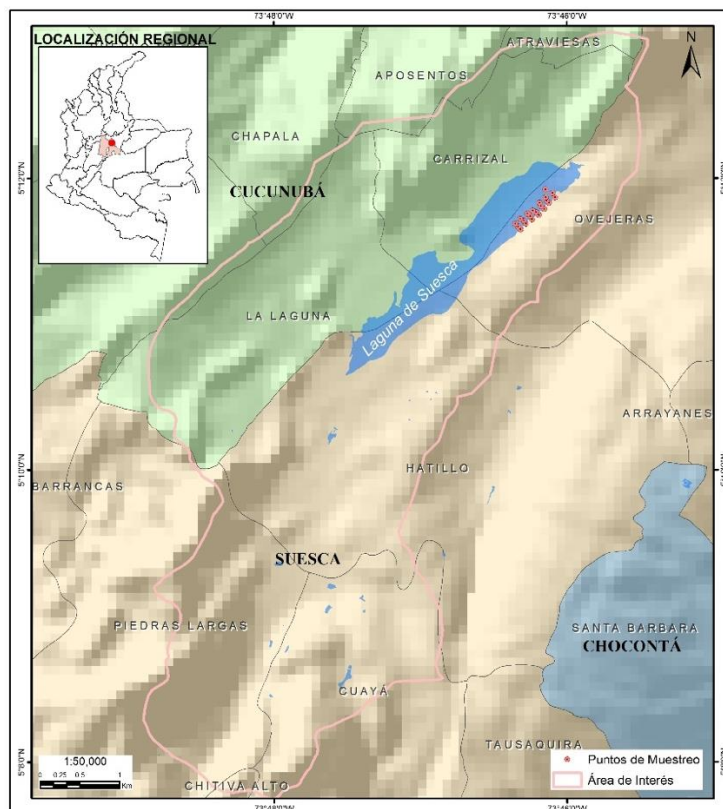 73°48'0"W
73°46'0"W
LOCALIZACIÓN REGIONAL
N
ATRAVIESAS
APOSENTOS
CHAPALA
CARRIZAL
5°12'0"N
CUCUNUBÁ
OVEJERAS
Laguna de Suesca
LA LAGUNA
ARRAYANES
5°10'0"N
HATILLO
BARRANCAS
SUESCA
PIEDRAS LARGAS
SANTA BARBARA
CHOCONTÁ
CUAYÁ
TAUSAQUIRA
5°8'0"N
1:50,000
0 0.25 0.5 1
Km
Puntos de Muestreo
Área de Interés
CHITIVA ALTO
73°48'0"W
73°46'0"W